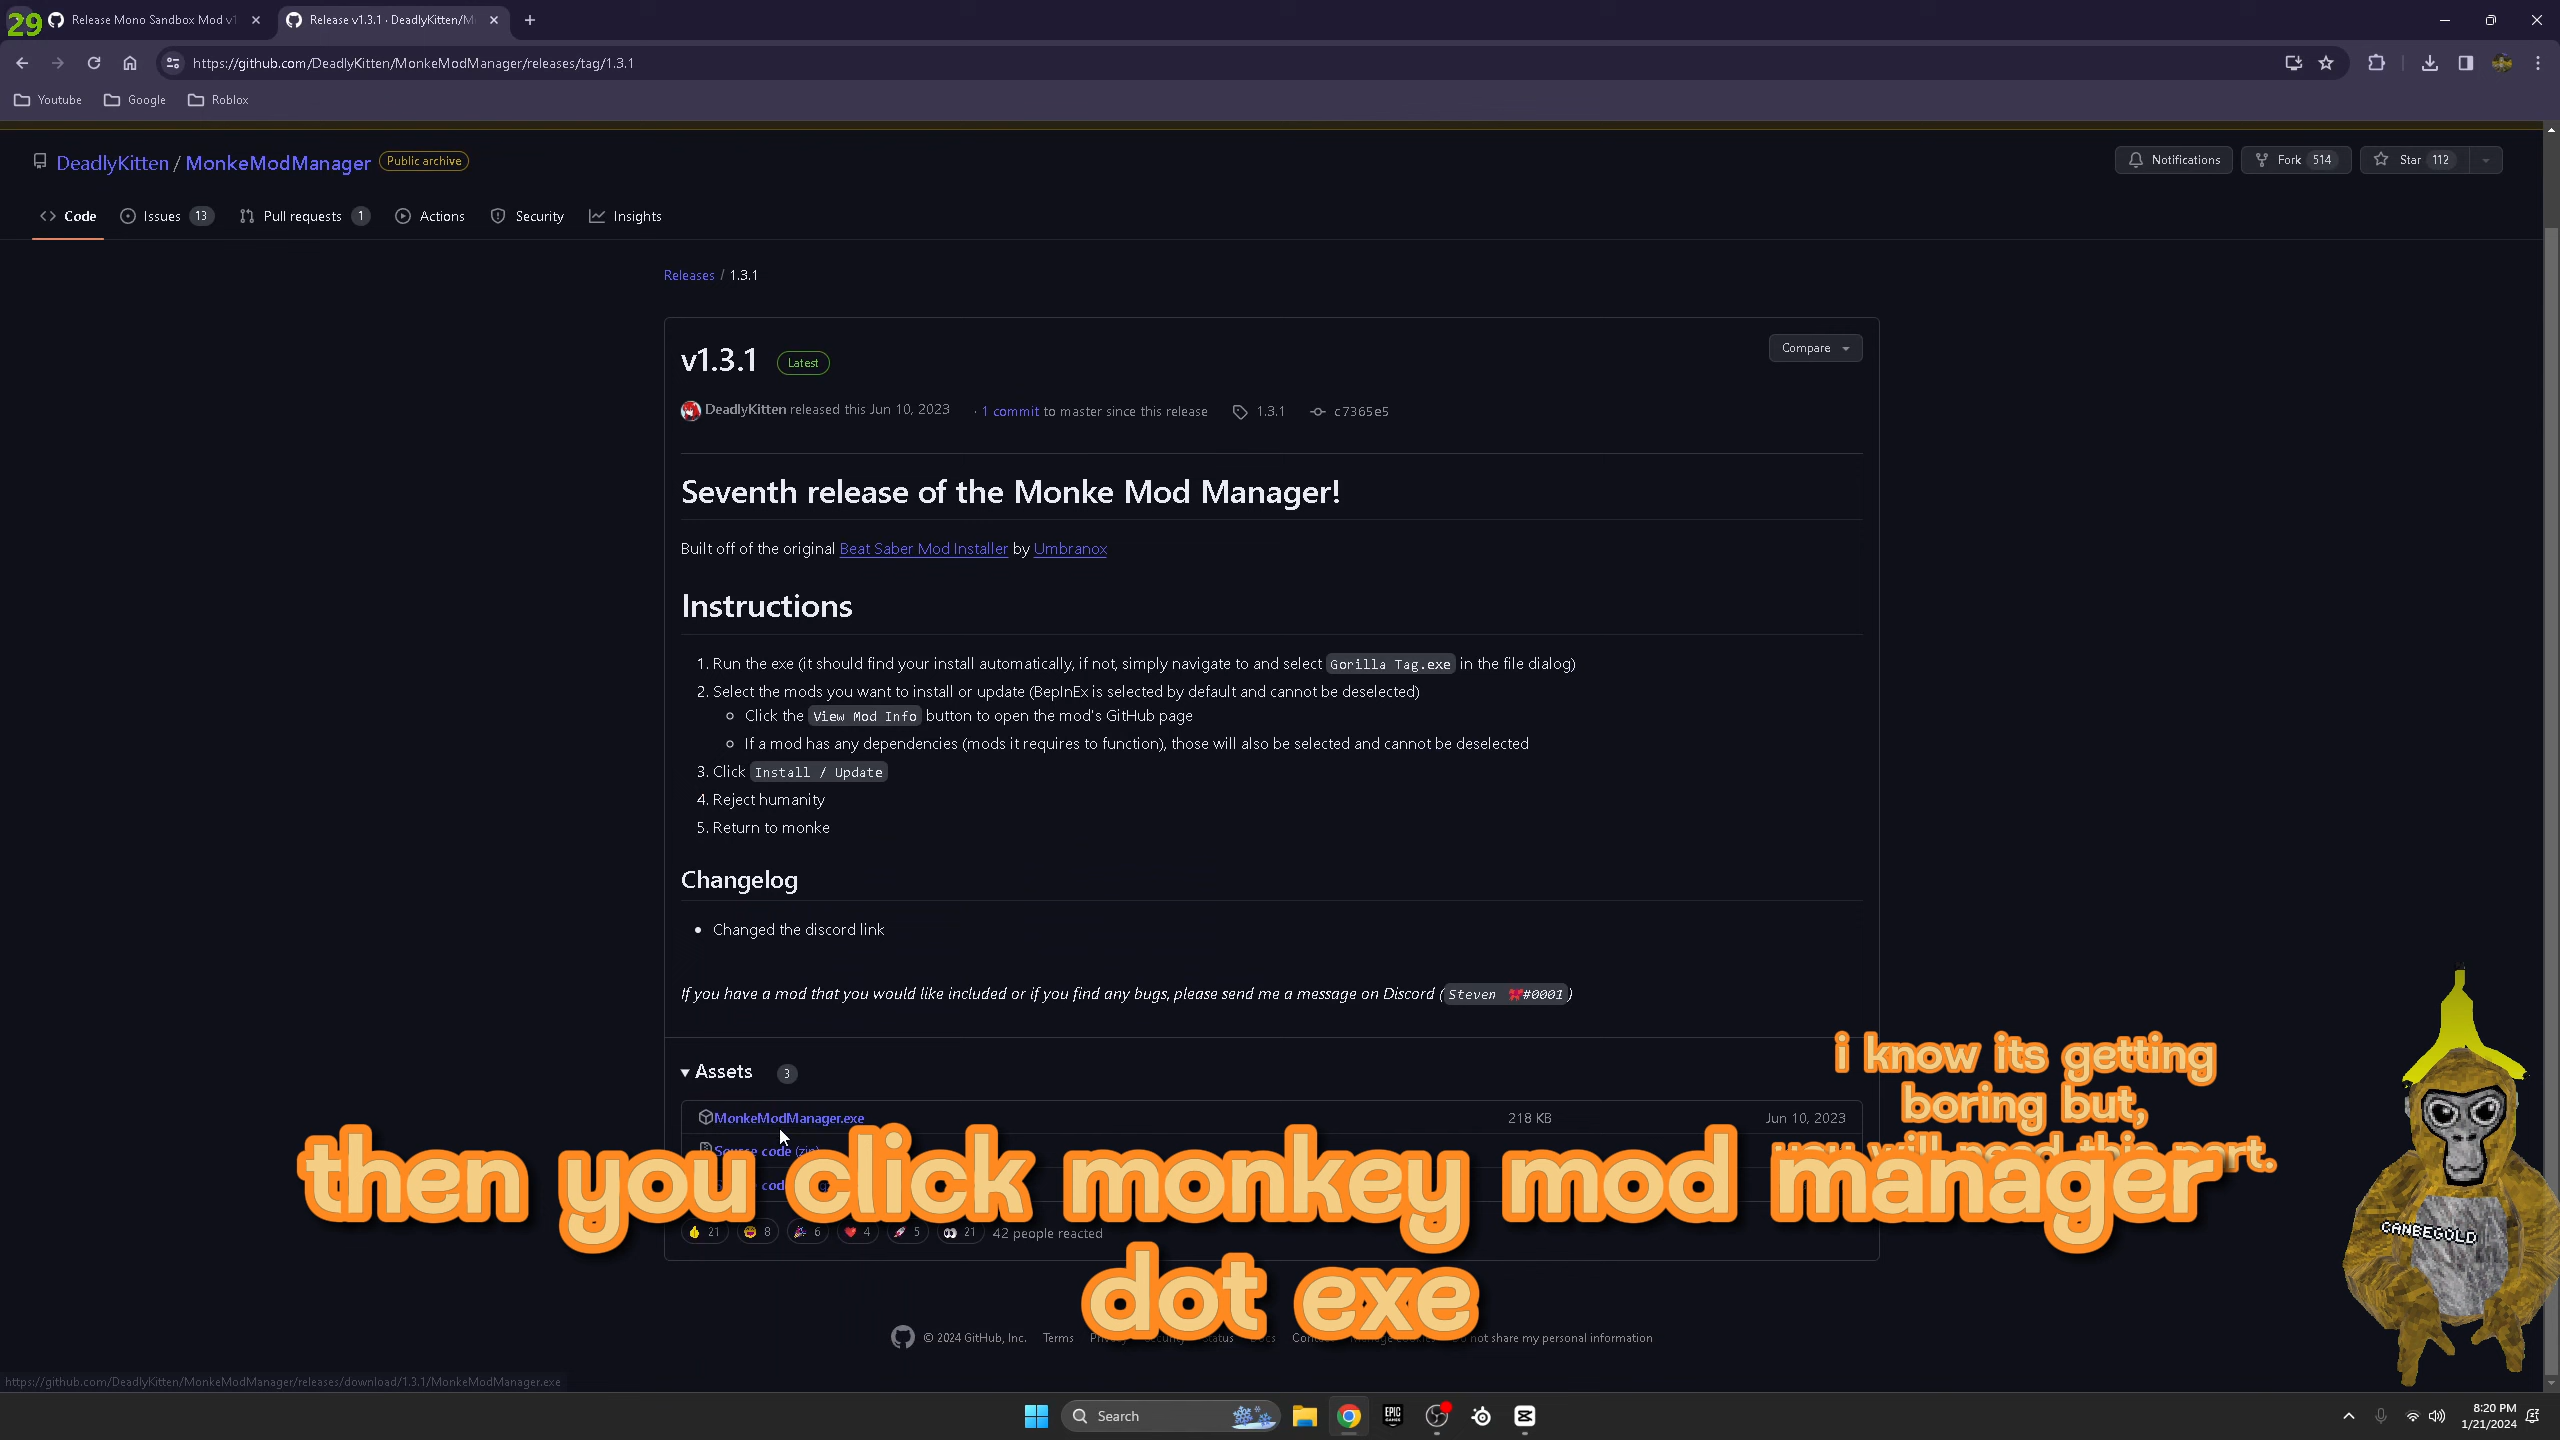 29
Release Mono Sandbox Mod v1
Release v1.3.1 · DeadlyKitten/M
https://github.com/DeadlyKitten/MonkeModManager/releases/tag/1.3.1
Youtube
Google
Roblox
DeadlyKitten / MonkeModManager
Public archive
Notifications
Fork 514
Star 112
Code
Issues 13
Pull requests 1
Actions
Security
Insights
Releases / 1.3.1
v1.3.1
Latest
Compare
DeadlyKitten released this Jun 10, 2023 · 1 commit to master since this release 1.3.1 c7365e5
Seventh release of the Monke Mod Manager!
Built off of the original Beat Saber Mod Installer by Umbranox
Instructions
1. Run the exe (it should find your install automatically, if not, simply navigate to and select Gorilla Tag.exe in the file dialog)
2. Select the mods you want to install or update (BepInEx is selected by default and cannot be deselected)
Click the View Mod Info button to open the mod's GitHub page
If a mod has any dependencies (mods it requires to function), those will also be selected and cannot be deselected
3. Click Install / Update
4. Reject humanity
5. Return to monke
Changelog
Changed the discord link
If you have a mod that you would like included or if you find any bugs, please send me a message on Discord (Steven #0001)
Assets 3
MonkeModManager.exe 218 KB Jun 10, 2023
Source code (zip)
code
i know its getting
boring but,
you will need this part.
then you click monkey mod manager
dot exe
CANBEGOLD
21 8 6 4 5 21 42 people reacted
© 2024 GitHub, Inc. Terms not share my personal information
https://github.com/DeadlyKitten/MonkeModManager/releases/download/1.3.1/MonkeModManager.exe
Search
EPIC GAMES
8:20 PM
1/21/2024